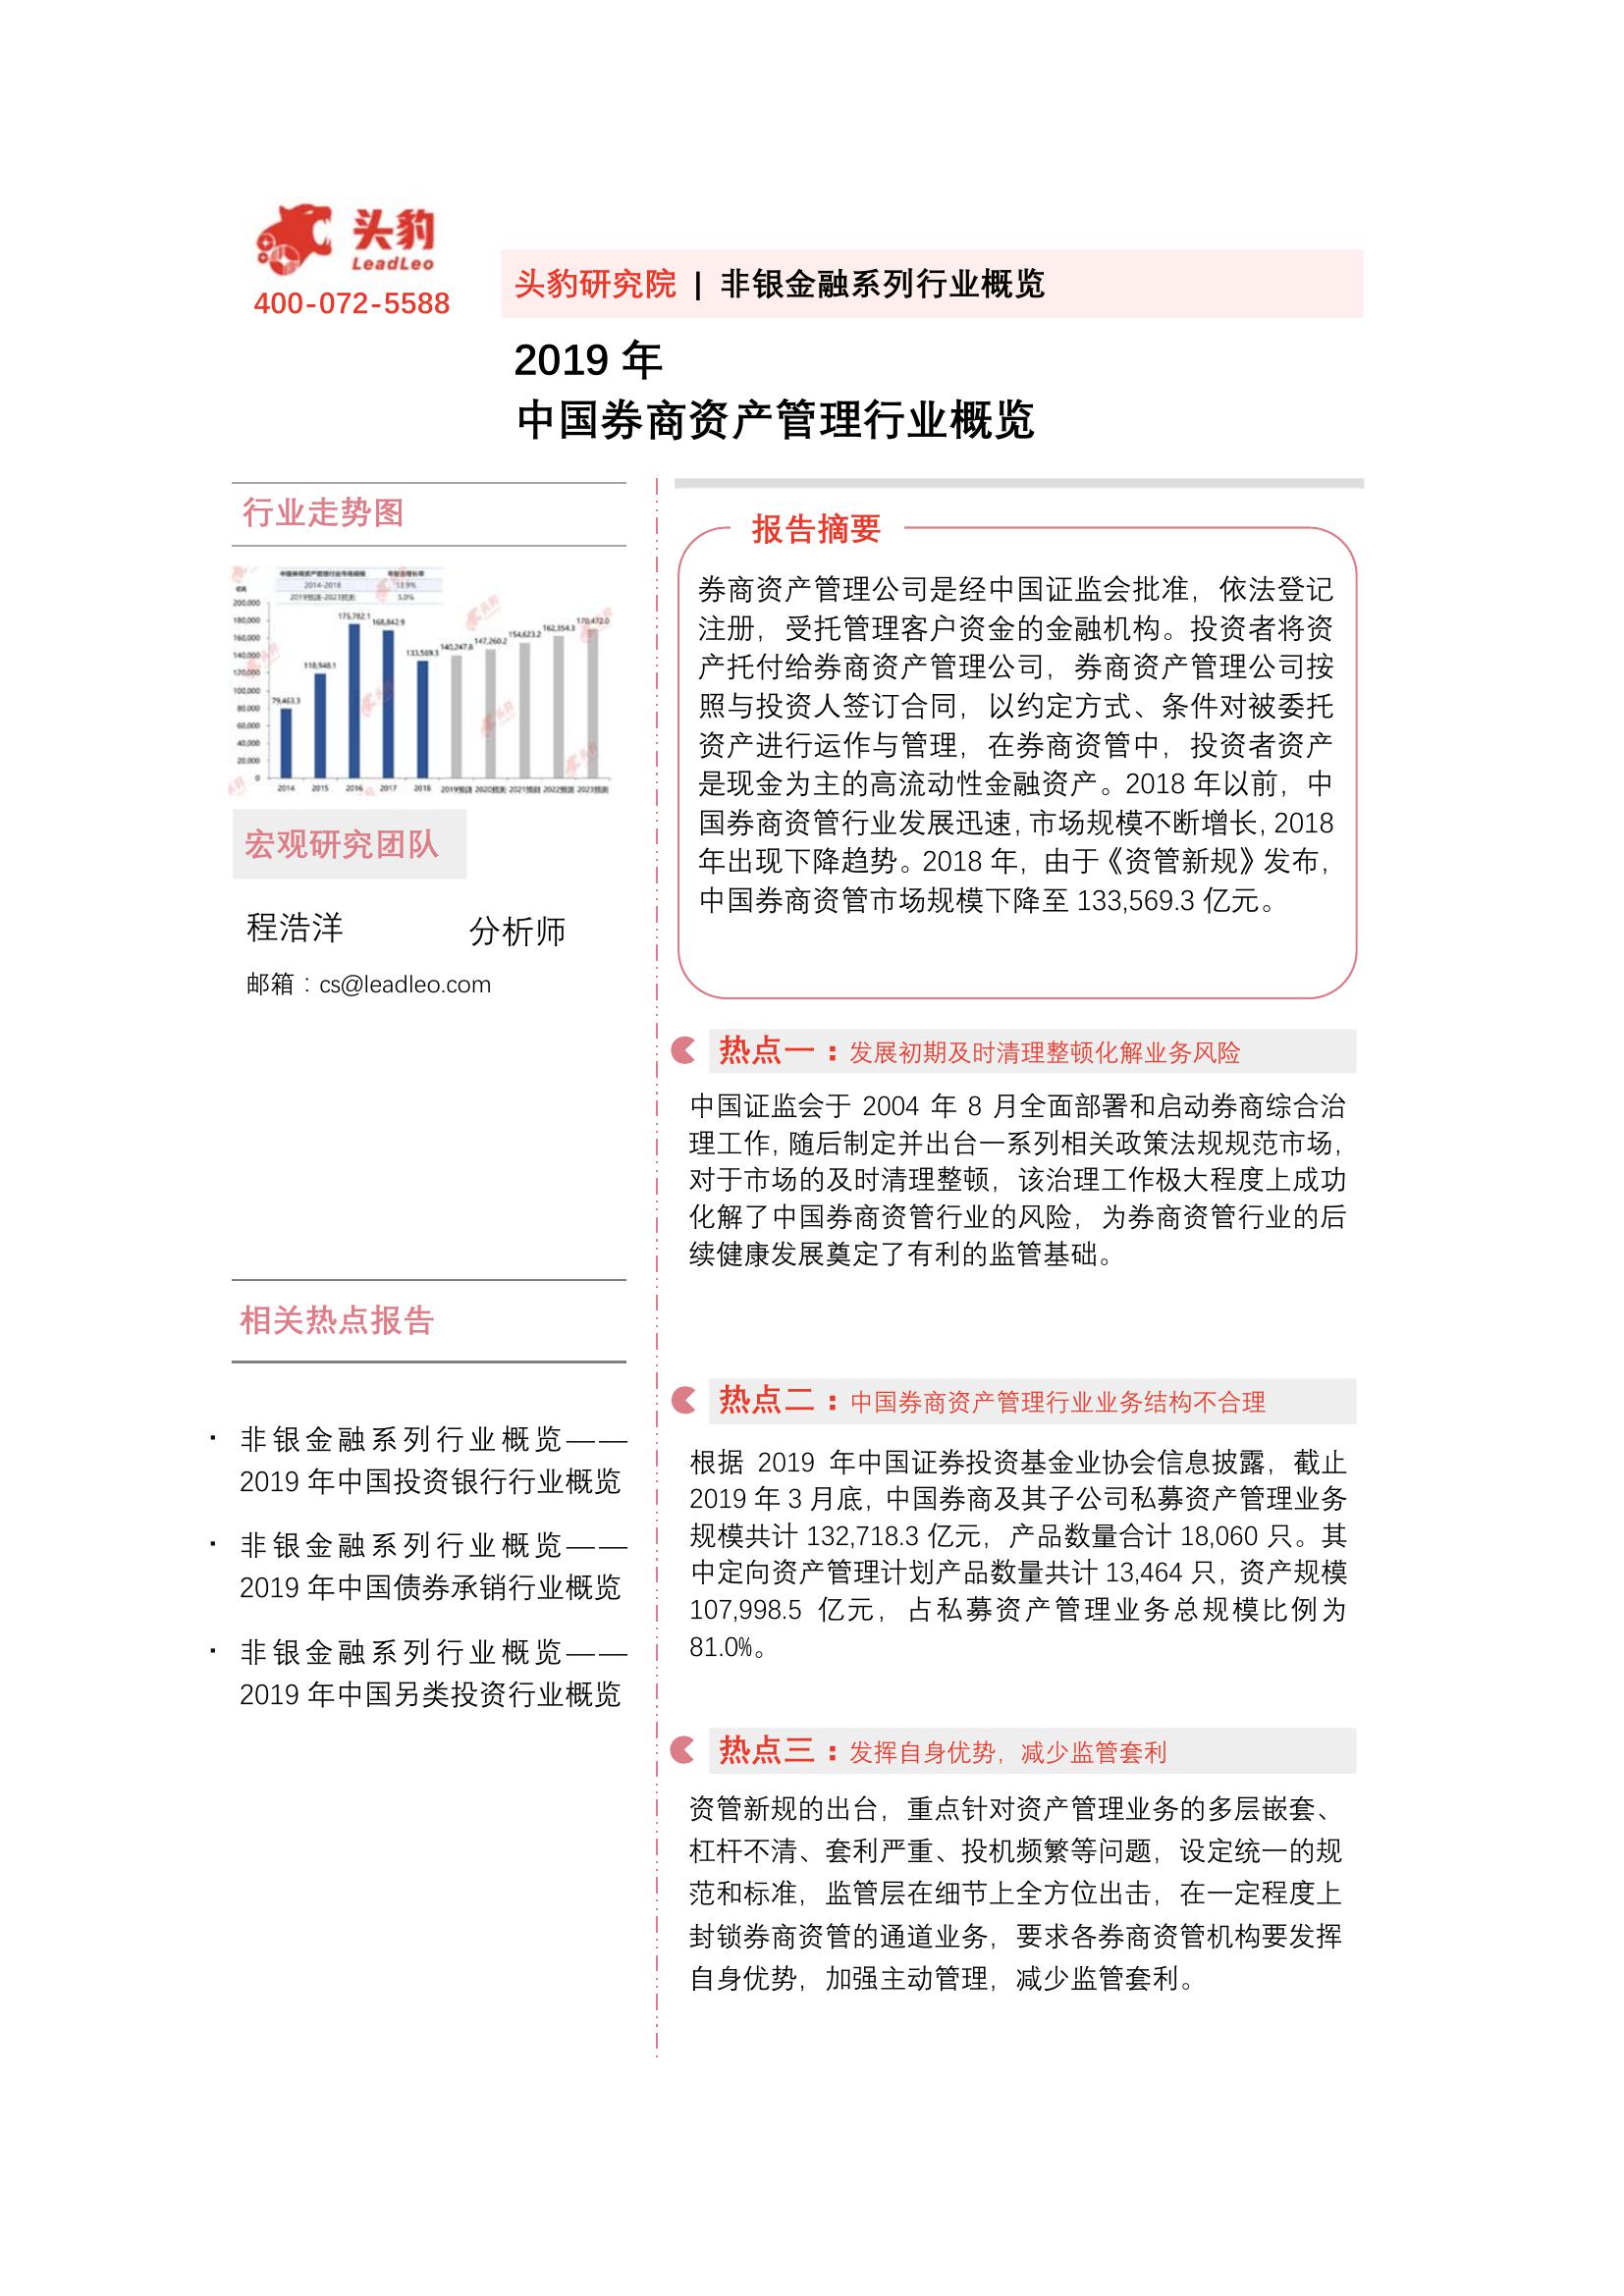 头豹
LeadLeo
400-072-5588
头豹研究院 | 非银金融系列行业概览
2019 年
中国券商资产管理行业概览
行业走势图
中国券商资产管理行业市场规模 年复合增长率
2014-2018 13.9%
2019预测-2023预测 5.0%
亿元
200,000
180,000
160,000
140,000
120,000
100,000
80,000
60,000
40,000
20,000
0
79,463.3
118,948.1
175,782.1
168,842.9
133,569.3
140,247.8
147,260.2
154,623.2
162,354.3
170,472.0
2014 2015 2016 2017 2018 2019预测 2020预测 2021预测 2022预测 2023预测
宏观研究团队
程浩洋 分析师
邮箱：cs@leadleo.com
相关热点报告
· 非银金融系列行业概览——
2019 年中国投资银行行业概览
· 非银金融系列行业概览——
2019 年中国债券承销行业概览
· 非银金融系列行业概览——
2019 年中国另类投资行业概览
报告摘要
券商资产管理公司是经中国证监会批准，依法登记
注册，受托管理客户资金的金融机构。投资者将资
产托付给券商资产管理公司，券商资产管理公司按
照与投资人签订合同，以约定方式、条件对被委托
资产进行运作与管理，在券商资管中，投资者资产
是现金为主的高流动性金融资产。2018 年以前，中
国券商资管行业发展迅速，市场规模不断增长，2018
年出现下降趋势。2018 年，由于《资管新规》发布，
中国券商资管市场规模下降至 133,569.3 亿元。
热点一：发展初期及时清理整顿化解业务风险
中国证监会于 2004 年 8 月全面部署和启动券商综合治
理工作，随后制定并出台一系列相关政策法规规范市场，
对于市场的及时清理整顿，该治理工作极大程度上成功
化解了中国券商资管行业的风险，为券商资管行业的后
续健康发展奠定了有利的监管基础。
热点二：中国券商资产管理行业业务结构不合理
根据 2019 年中国证券投资基金业协会信息披露，截止
2019 年 3 月底，中国券商及其子公司私募资产管理业务
规模共计 132,718.3 亿元，产品数量合计 18,060 只。其
中定向资产管理计划产品数量共计 13,464 只，资产规模
107,998.5 亿元，占私募资产管理业务总规模比例为
81.0%。
热点三：发挥自身优势，减少监管套利
资管新规的出台，重点针对资产管理业务的多层嵌套、
杠杆不清、套利严重、投机频繁等问题，设定统一的规
范和标准，监管层在细节上全方位出击，在一定程度上
封锁券商资管的通道业务，要求各券商资管机构要发挥
自身优势，加强主动管理，减少监管套利。